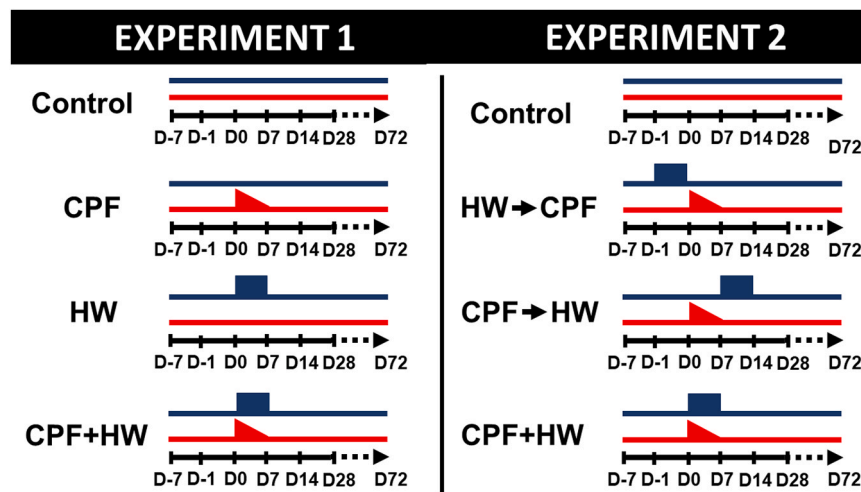 EXPERIMENT 1
Control
D-7 D-1 D0 D7 D14 D28 D72
CPF
D-7 D-1 D0 D7 D14 D28 D72
HW
D-7 D-1 D0 D7 D14 D28 D72
CPF+HW
D-7 D-1 D0 D7 D14 D28 D72
EXPERIMENT 2
Control
D-7 D-1 D0 D7 D14 D28 D72
HW➔CPF
D-7 D-1 D0 D7 D14 D28 D72
CPF➔HW
D-7 D-1 D0 D7 D14 D28 D72
CPF+HW
D-7 D-1 D0 D7 D14 D28 D72